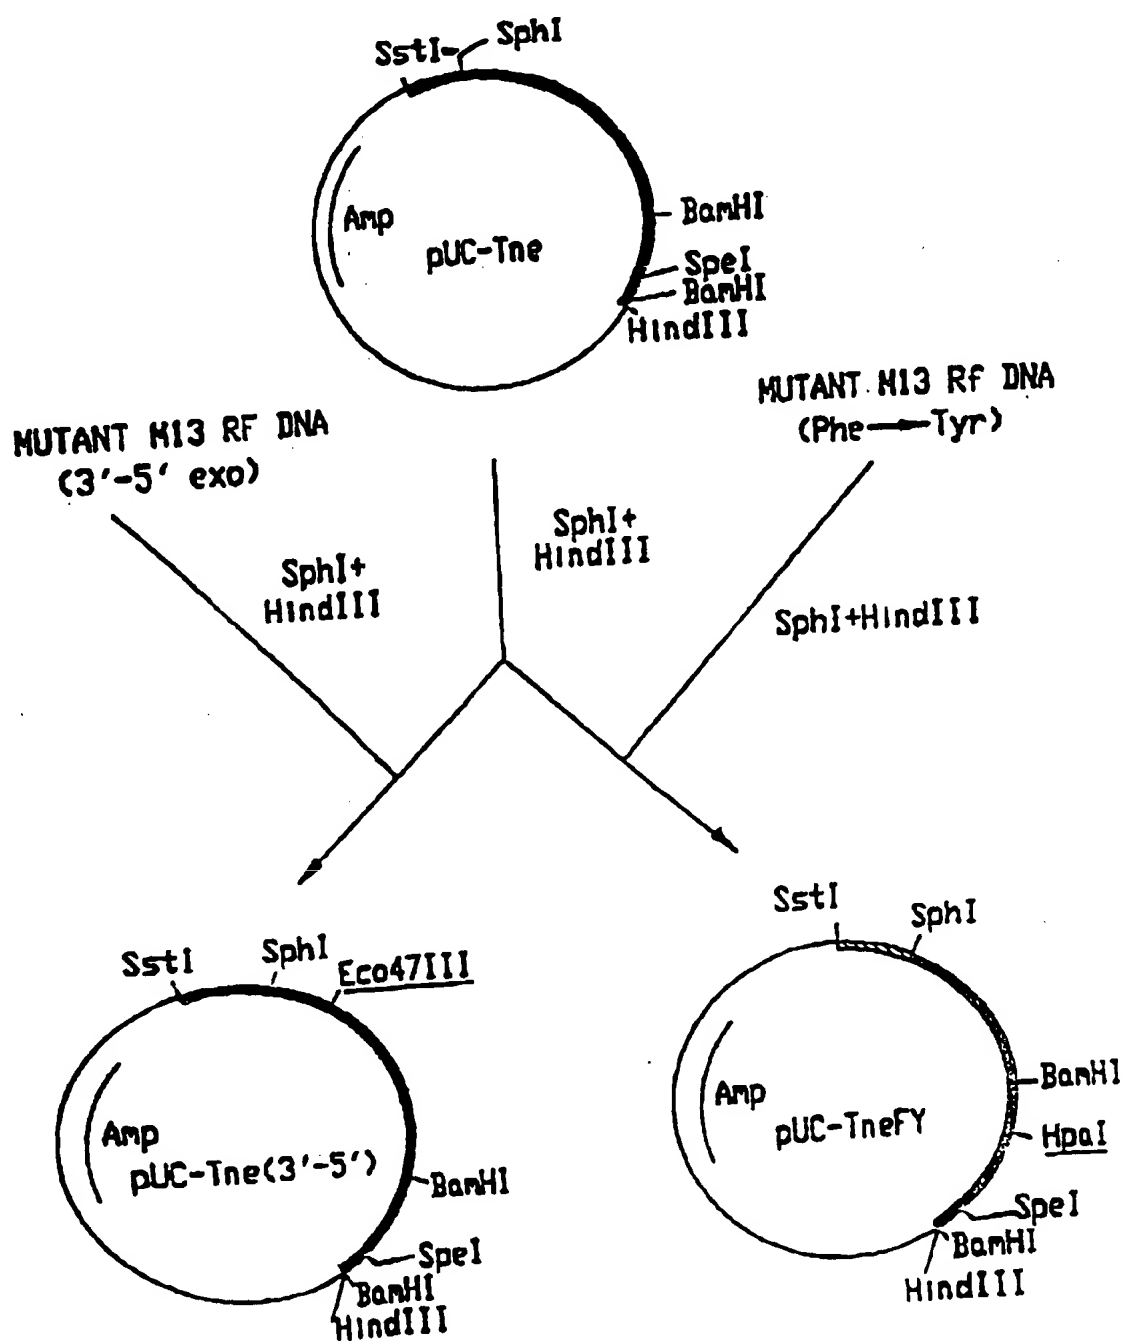 SstI-
SphI
Amp
pUC-Tne
BamHI
SpeI
BamHI
HindIII
MUTANT M13 RF DNA
(3'-5' exo)
MUTANT M13 Rf DNA
(Phe→Tyr)
SphI+
HindIII
SphI+
HindIII
SphI+HindIII
SstI
SphI
Eco47III
Amp
pUC-Tne(3'-5')
BamHI
SpeI
BamHI
HindIII
SstI
SphI
Amp
pUC-TneFY
BamHI
HpaI
SpeI
BamHI
HindIII